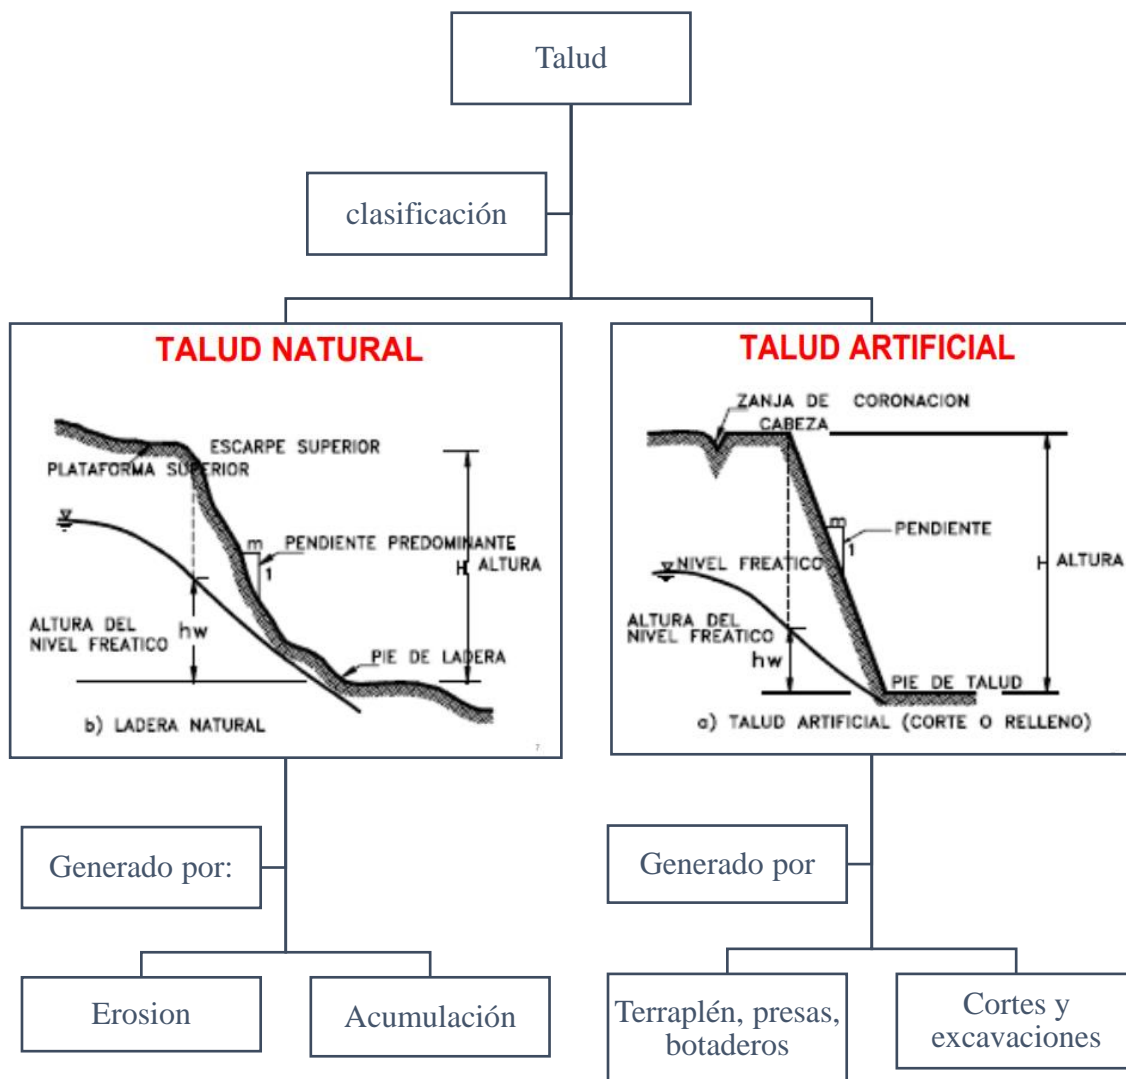 Talud
clasificación
TALUD NATURAL
ESCARPE SUPERIOR
PLATAFORMA SUPERIOR
m
1
PENDIENTE PREDOMINANTE
H ALTURA
ALTURA DEL
NIVEL FREATICO
hw
PIE DE LADERA
b) LADERA NATURAL
7
TALUD ARTIFICIAL
ZANJA DE CORONACION
CABEZA
m
1
PENDIENTE
H ALTURA
NIVEL FREATICO
ALTURA DEL
NIVEL FREATICO
hw
PIE DE TALUD
a) TALUD ARTIFICIAL (CORTE O RELLENO)
Generado por:
Erosion
Acumulación
Generado por
Terraplén, presas,
botaderos
Cortes y
excavaciones